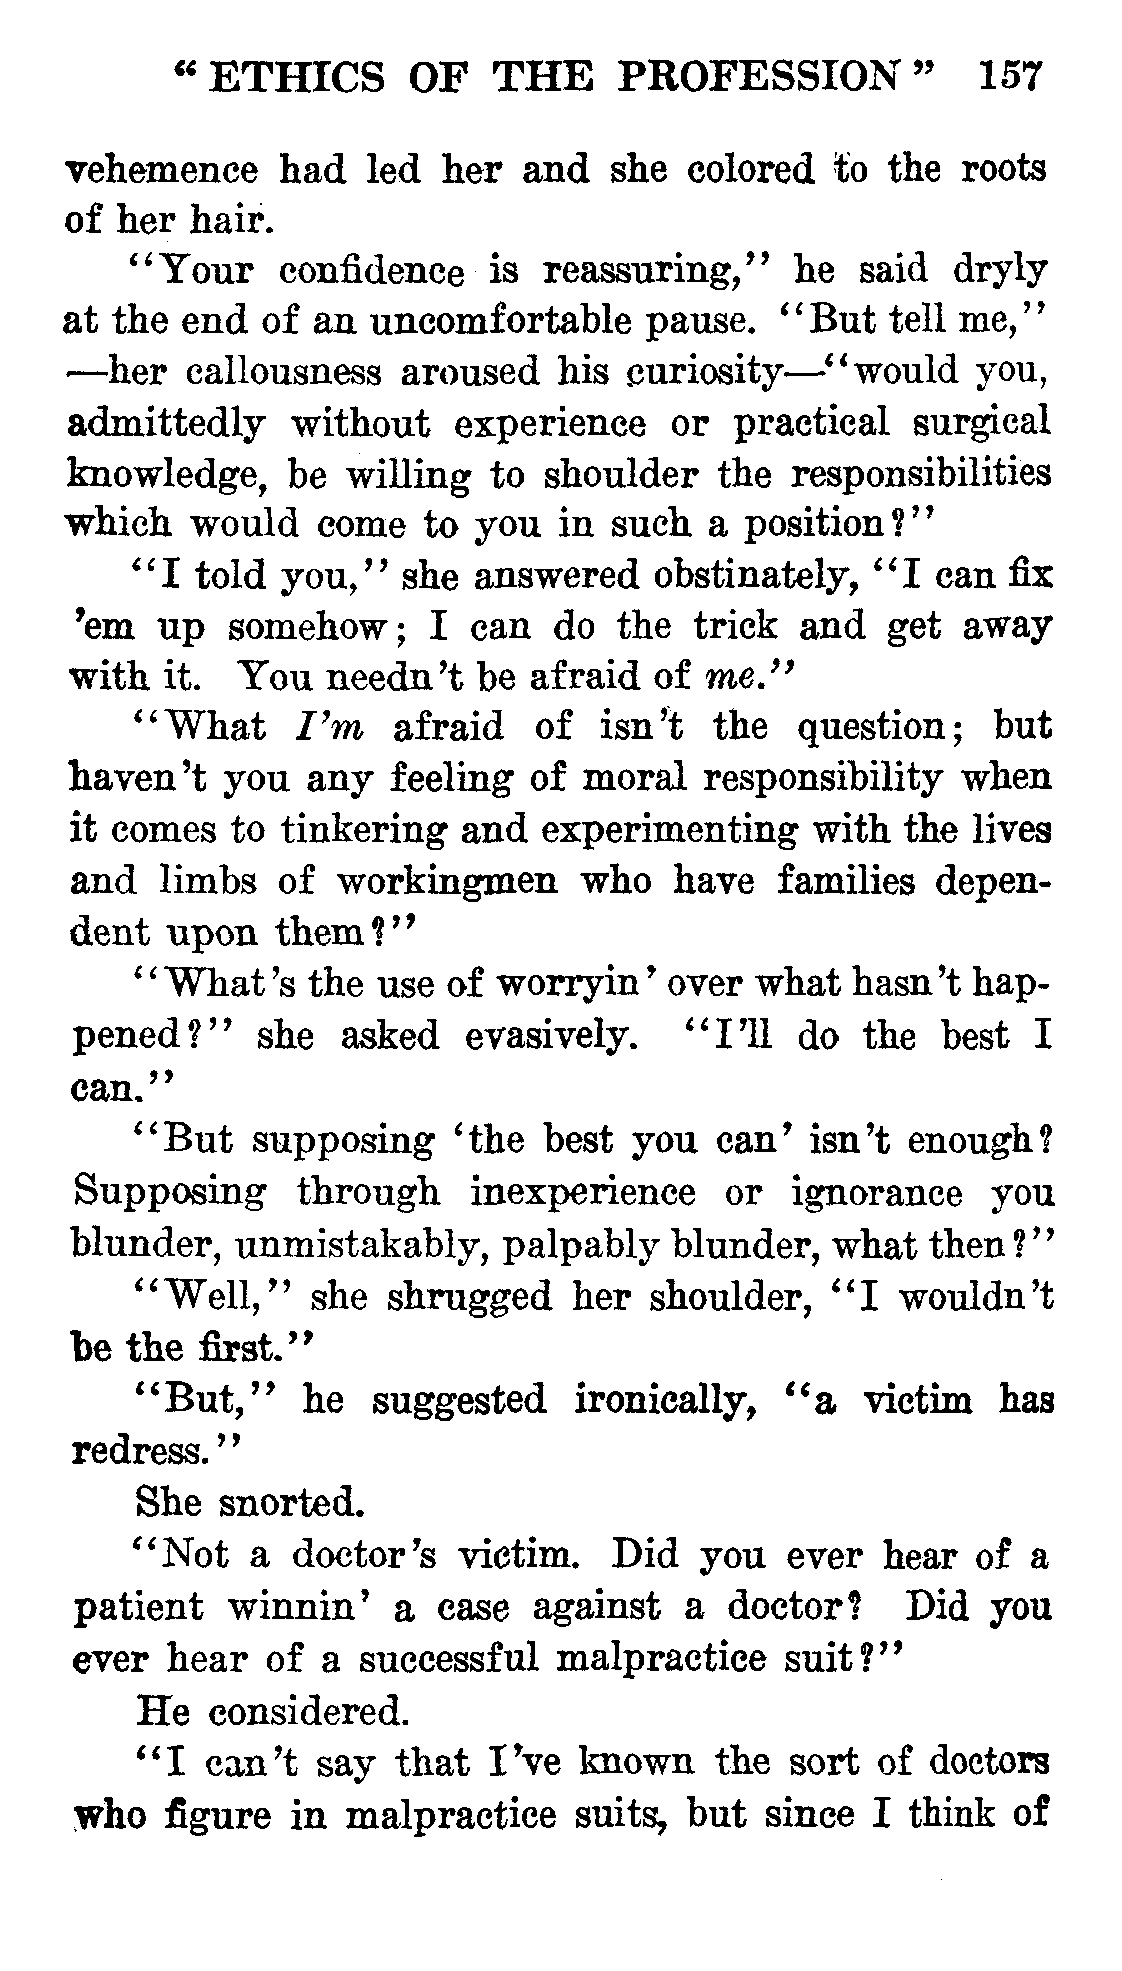 “ ETHICS OF THE PROFESSION ” 157
vehemence had led her and she colored to the roots
of her hair.
“Your confidence is reassuring,” he said dryly
at the end of an uncomfortable pause. “But tell me,”
—her callousness aroused his curiosity—“would you,
admittedly without experience or practical surgical
knowledge, be willing to shoulder the responsibilities
which would come to you in such a position?”
“I told you,” she answered obstinately, “I can fix
’em up somehow; I can do the trick and get away
with it. You needn’t be afraid of me.”
“What I’m afraid of isn’t the question; but
haven’t you any feeling of moral responsibility when
it comes to tinkering and experimenting with the lives
and limbs of workingmen who have families depen-
dent upon them?”
“What’s the use of worryin’ over what hasn’t hap-
pened?” she asked evasively. “I’ll do the best I
can.”
“But supposing ‘the best you can’ isn’t enough?
Supposing through inexperience or ignorance you
blunder, unmistakably, palpably blunder, what then?”
“Well,” she shrugged her shoulder, “I wouldn’t
be the first.”
“But,” he suggested ironically, “a victim has
redress.”
She snorted.
“Not a doctor’s victim. Did you ever hear of a
patient winnin’ a case against a doctor? Did you
ever hear of a successful malpractice suit?”
He considered.
“I can’t say that I’ve known the sort of doctors
who figure in malpractice suits, but since I think of